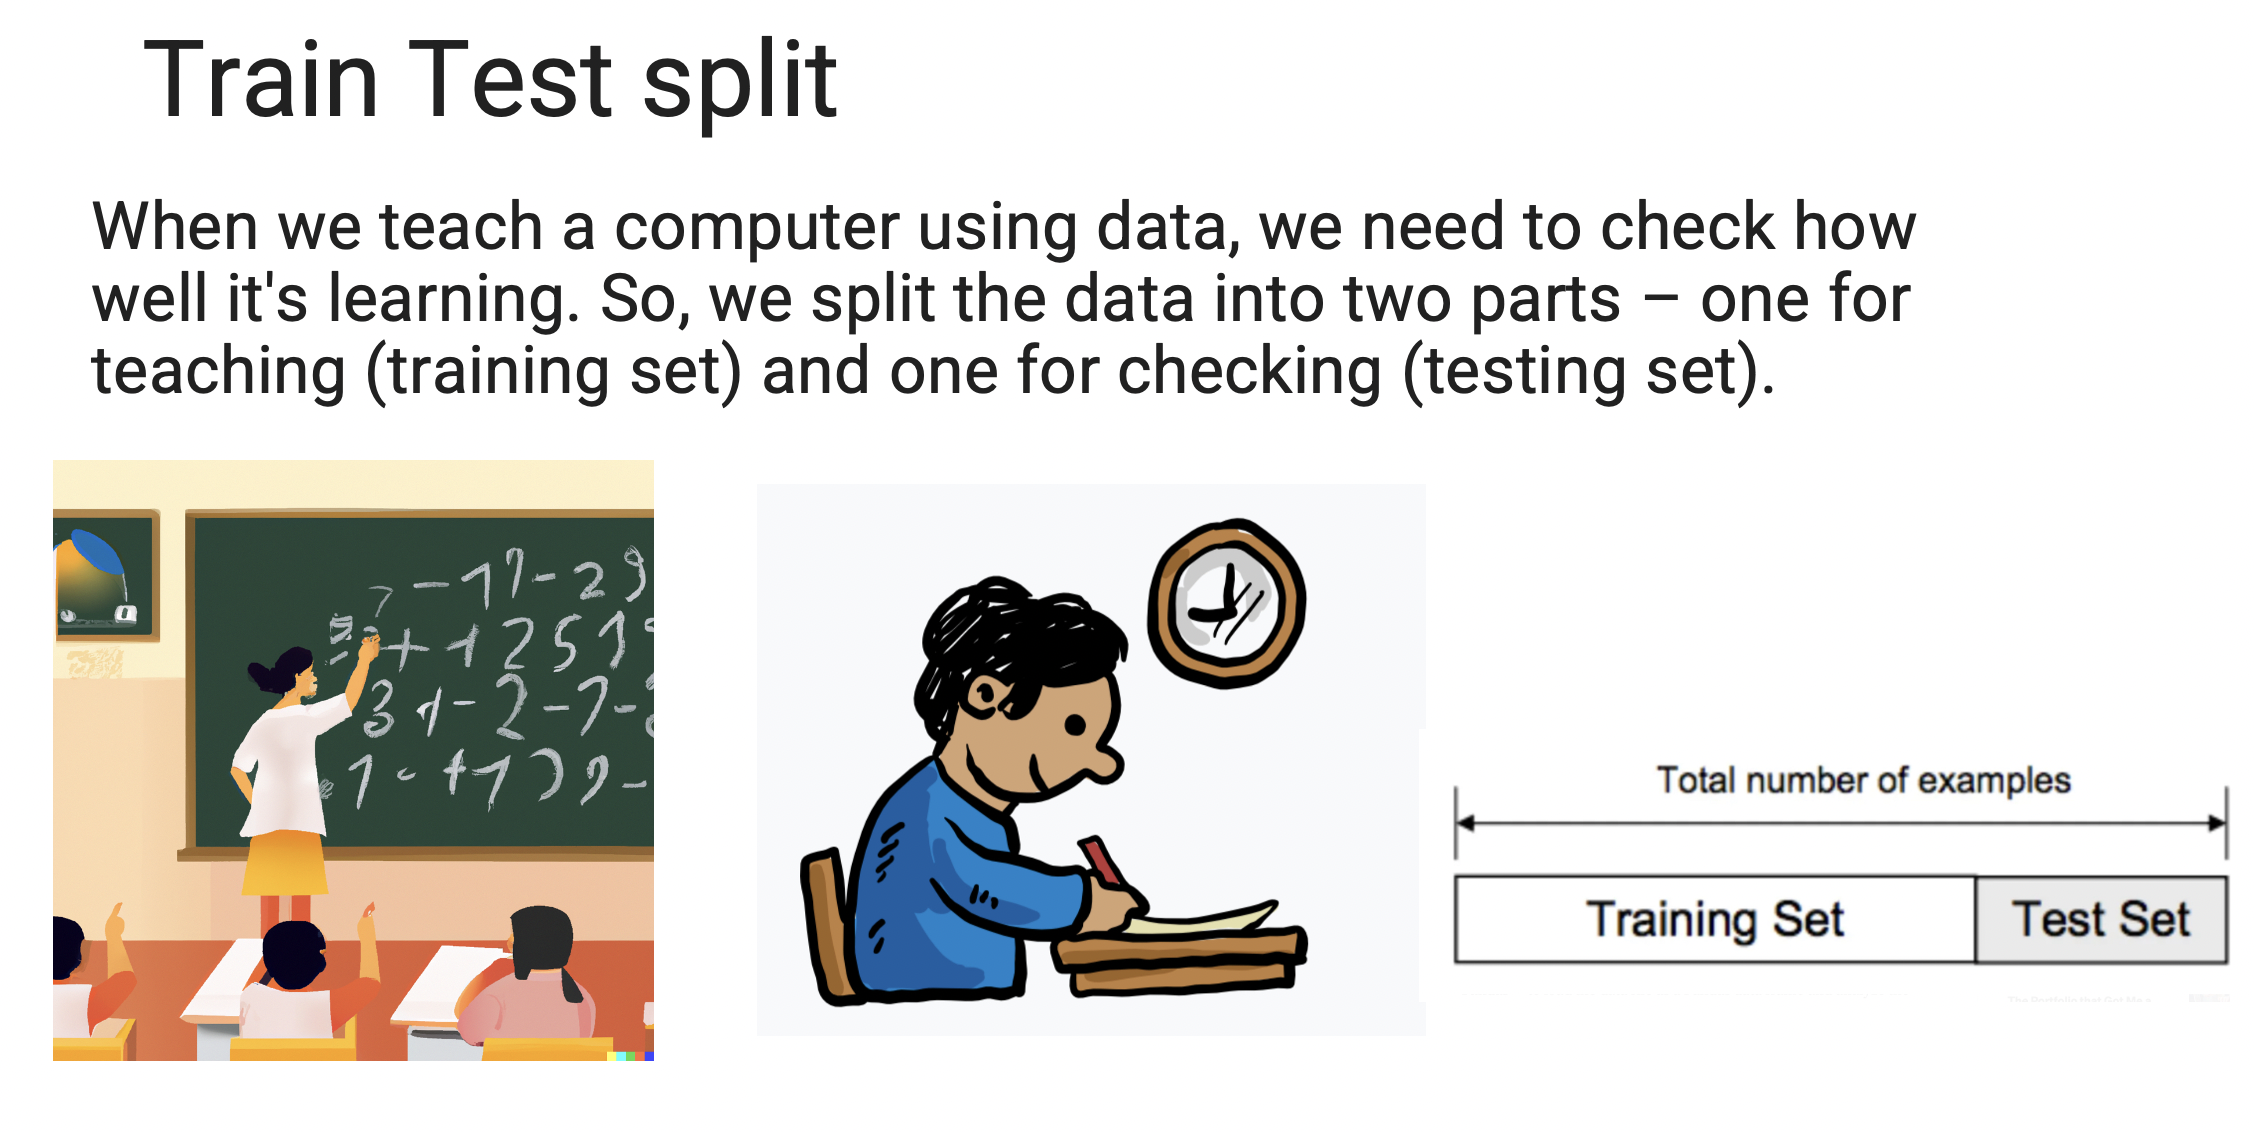 Train Test split
When we teach a computer using data, we need to check how
well it's learning. So, we split the data into two parts – one for
teaching (training set) and one for checking (testing set).
Total number of examples
Training Set
Test Set